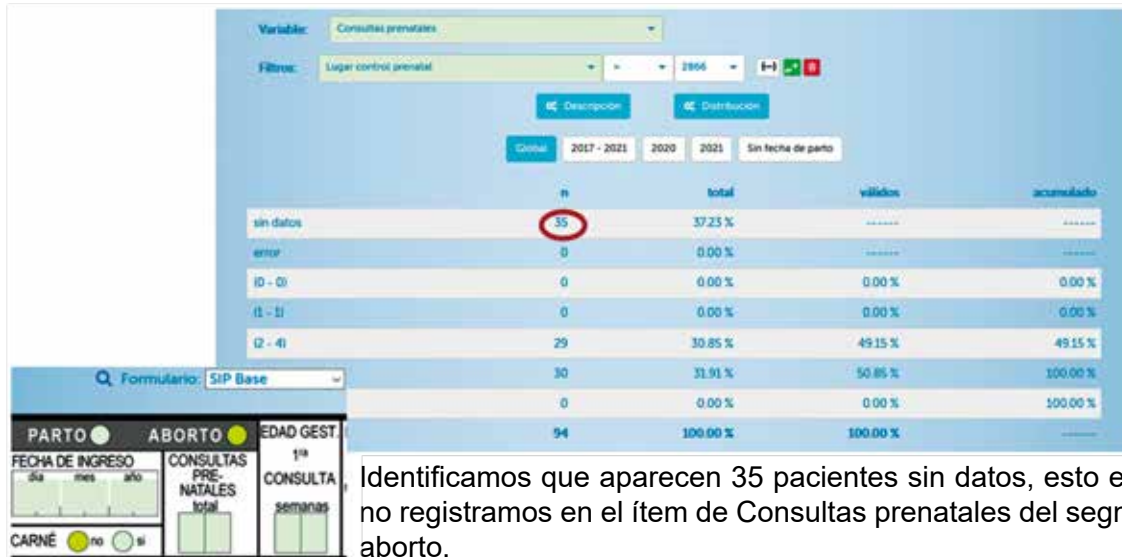 Variable: Consultas prenatales
Filtros: Lugar control prenatal = 2866
Descripción Distribución
Global 2017 - 2021 2020 2021 Sin fecha de parto
n total válidos acumulado
sin datos 35 37.23 % ------ ------
error 0 0.00 % ------ ------
(0 - 0) 0 0.00 % 0.00 % 0.00 %
(1 - 1) 0 0.00 % 0.00 % 0.00 %
(2 - 4) 29 30.85 % 49.15 % 49.15 %
30 31.91 % 50.85 % 100.00 %
0 0.00 % 0.00 % 100.00 %
94 100.00 % 100.00 % ------
Formulario: SIP Base
PARTO ABORTO
FECHA DE INGRESO
día mes año
CARNÉ no si
CONSULTAS
PRE-
NATALES
total
EDAD GEST.
1ra
CONSULTA
semanas
Identificamos que aparecen 35 pacientes sin datos, esto e
no registramos en el ítem de Consultas prenatales del segr
aborto.